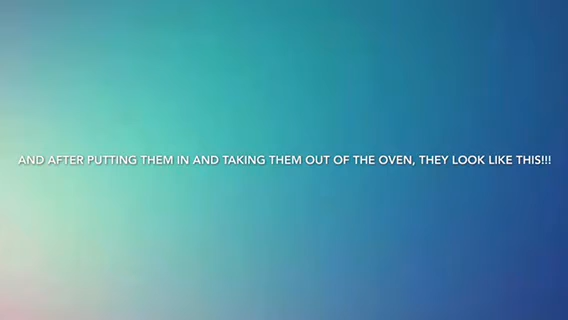 AND AFTER PUTTING THEM IN AND TAKING THEM OUT OF THE OVEN, THEY LOOK LIKE THIS!!!